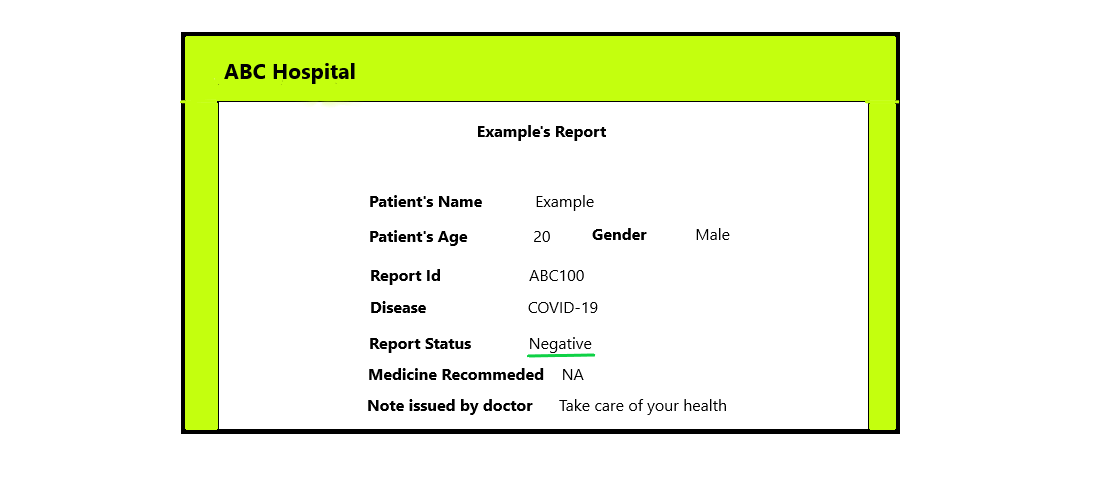 ABC Hospital
Example's Report
Patient's Name Example
Patient's Age 20 Gender Male
Report Id ABC100
Disease COVID-19
Report Status Negative
Medicine Recommeded NA
Note issued by doctor Take care of your health